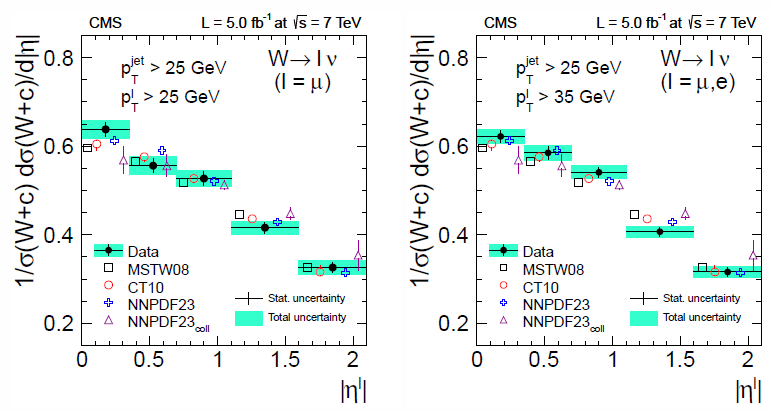 CMS L = 5.0 fb⁻¹ at √s = 7 TeV
1/σ(W+c) dσ(W+c)/d|η|
0.8
0.6
0.4
0.2
p_T^jet > 25 GeV
p_T^l > 25 GeV
W → l ν
(l = μ)
Data
MSTW08
CT10
NNPDF23
NNPDF23_coll
Stat. uncertainty
Total uncertainty
0 0.5 1 1.5 2
|η^l|
CMS L = 5.0 fb⁻¹ at √s = 7 TeV
1/σ(W+c) dσ(W+c)/d|η|
0.8
0.6
0.4
0.2
p_T^jet > 25 GeV
p_T^l > 35 GeV
W → l ν
(l = μ,e)
Data
MSTW08
CT10
NNPDF23
NNPDF23_coll
Stat. uncertainty
Total uncertainty
0 0.5 1 1.5 2
|η^l|